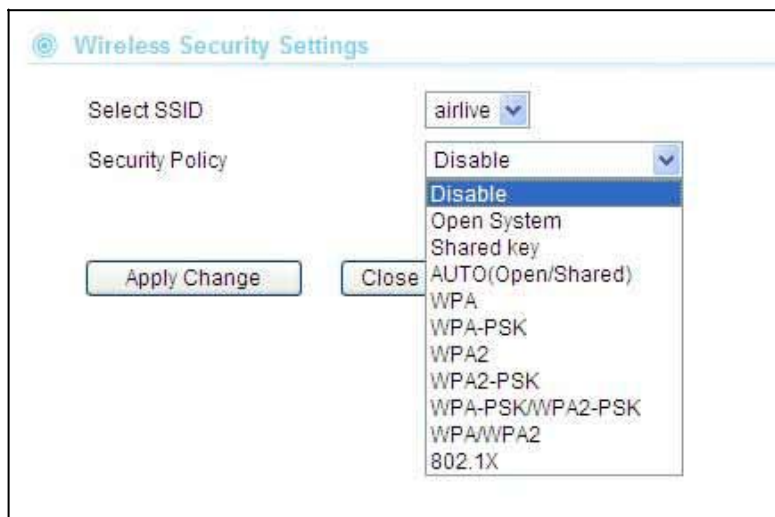 Wireless Security Settings
Select SSID
airlive
Security Policy
Disable
Disable
Open System
Shared key
AUTO(Open/Shared)
WPA
WPA-PSK
WPA2
WPA2-PSK
WPA-PSK/WPA2-PSK
WPA/WPA2
802.1X
Apply Change
Close